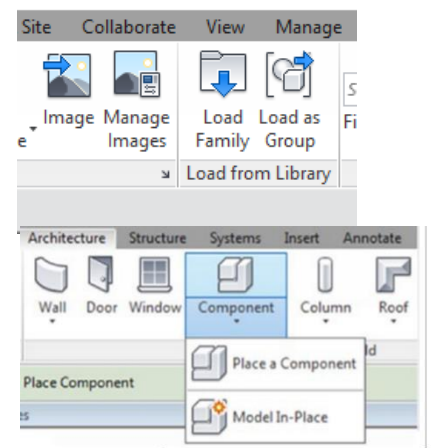 Site Collaborate View Manage
Image Manage Images
Load Family
Load as Group
Load from Library
Architecture Structure Systems Insert Annotate
Wall Door Window Component Column Roof
Place a Component
Place Component
Model In-Place